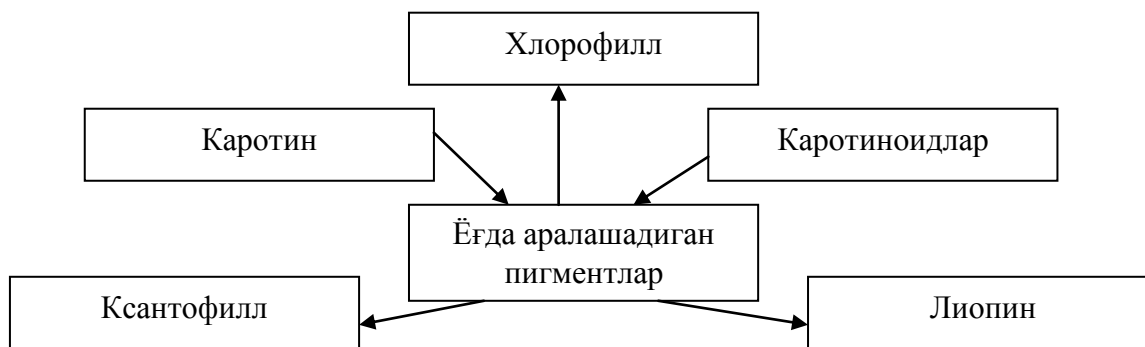 Хлорофилл
Каротин
Каротиноидлар
Ёғда аралашадиган
пигментлар
Ксантофилл
Лиопин